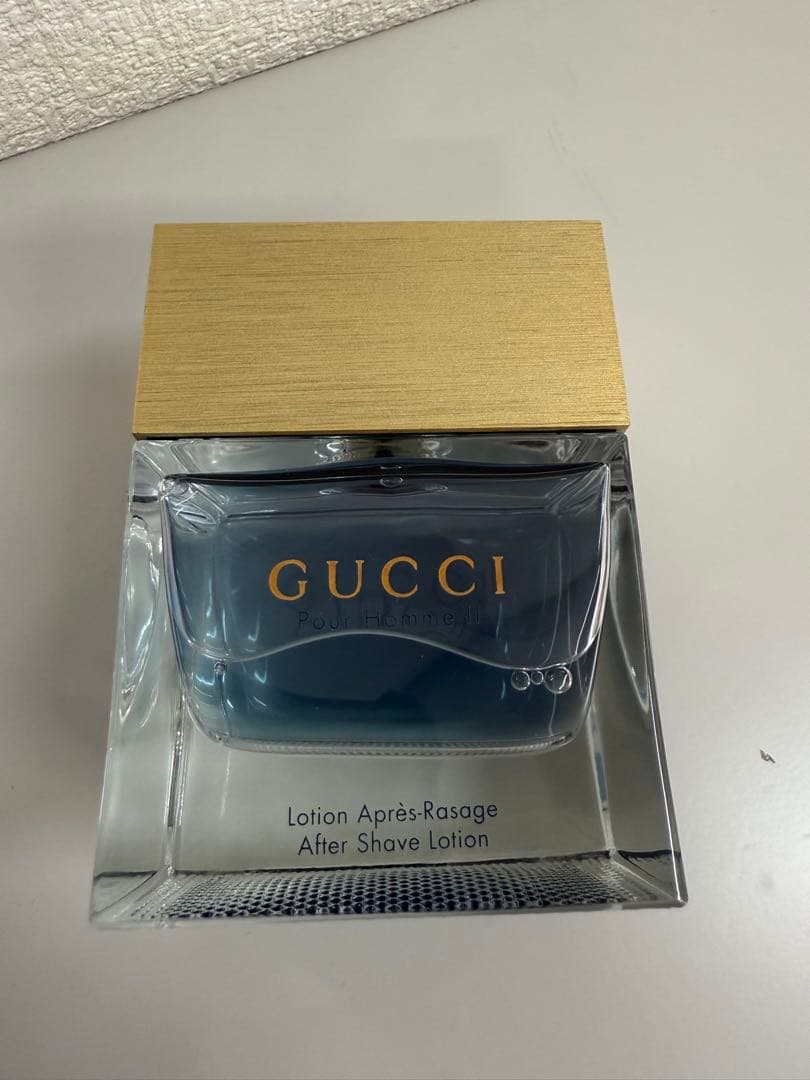 GUCCI
Pour Homme II
Lotion Après-Rasage
After Shave Lotion